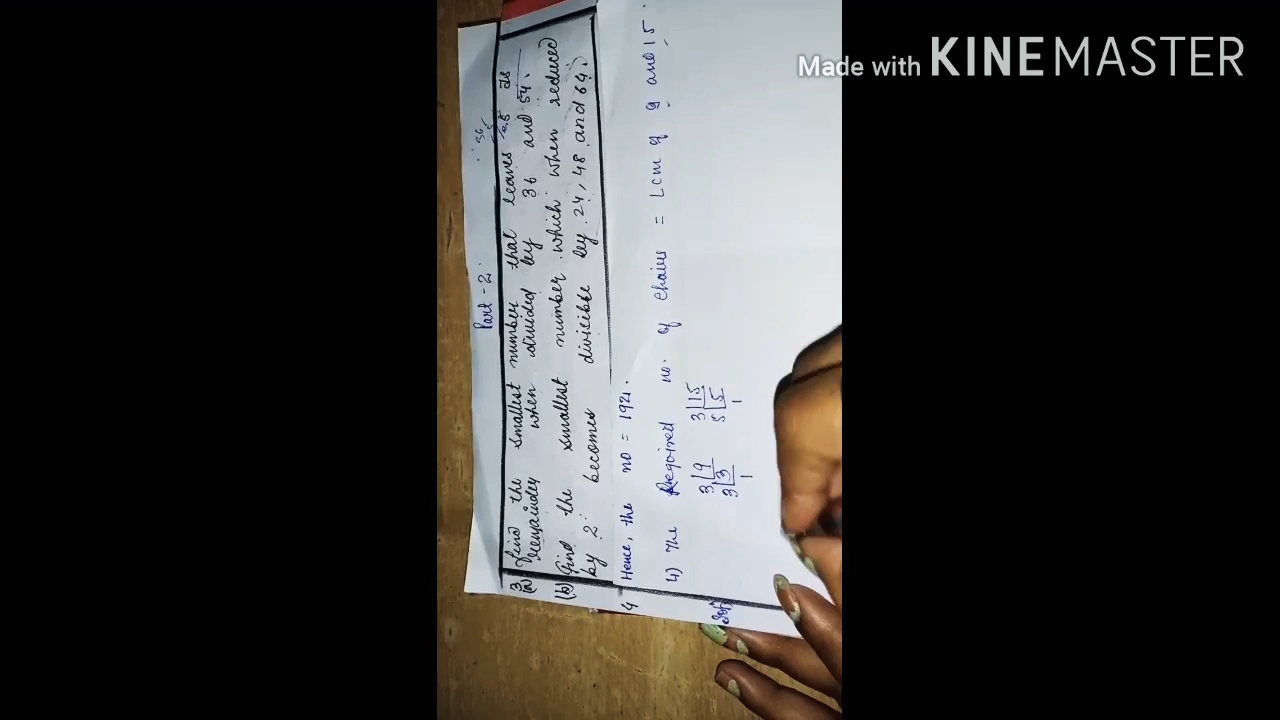 Made with KINEMASTER
Part - 2.
36
3
(a) Find the smallest number that leaves as
remainder when divided by 36 and 54.
(b) Find the smallest number which when reduced
by 2 becomes divisible by 24, 48 and 64.
Hence, the no = 192.
4) The Required no. of chairs = Lcm of 9 and 15.
3 9 3 15
3 3 5 5
1 1